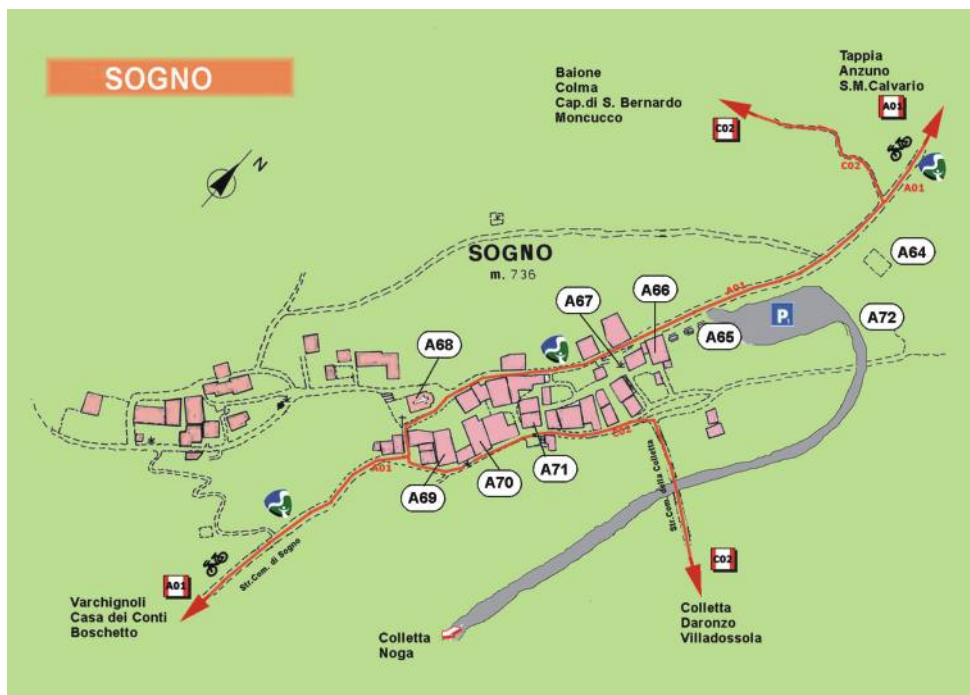 SOGNO
Baione
Colma
Cap.di S. Bernardo
Moncucco
C02
Tappia
Anzuno
S.M.Calvario
A01
N
C02
A01
SOGNO
m. 736
A64
A01
A67
A66
A65
P
A72
A68
C02
A71
A70
A69
A01
Str.Com. della Colletta
Str.Com. di Sogno
C02
A01
Varchignoli
Casa dei Conti
Boschetto
Colletta
Noga
Colletta
Daronzo
Villadossola